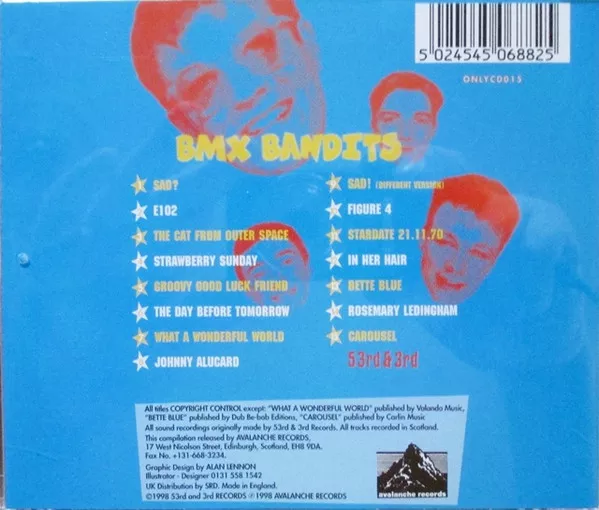 5 024545 068825
ONLYCD015
BMX BANDITS
SAD?
E102
THE CAT FROM OUTER SPACE
STRAWBERRY SUNDAY
GROOVY GOOD LUCK FRIEND
THE DAY BEFORE TOMORROW
WHAT A WONDERFUL WORLD
JOHNNY ALUCARD
SAD! (DIFFERENT VERSION)
FIGURE 4
STARDATE 21.11.70
IN HER HAIR
BETTE BLUE
ROSEMARY LEDINGHAM
CAROUSEL
53rd & 3rd
All titles COPYRIGHT CONTROL except: "WHAT A WONDERFUL WORLD" published by Valando Music,
"BETTE BLUE" published by Dub Be-bob Editions, "CAROUSEL" published by Carlin Music
All sound recordings originally made by 53rd & 3rd Records. All tracks recorded in Scotland.
This compilation released by AVALANCHE RECORDS,
17 West Nicolson Street, Edinburgh, Scotland, EH8 9DA.
Fax No. +131-668-3234.
Graphic Design by ALAN LENNON
Illustrator - Designer 0131 558 1542
UK Distribution by SRD. Made in England.
©1998 53rd and 3rd RECORDS ℗ 1998 AVALANCHE RECORDS
avalanche records